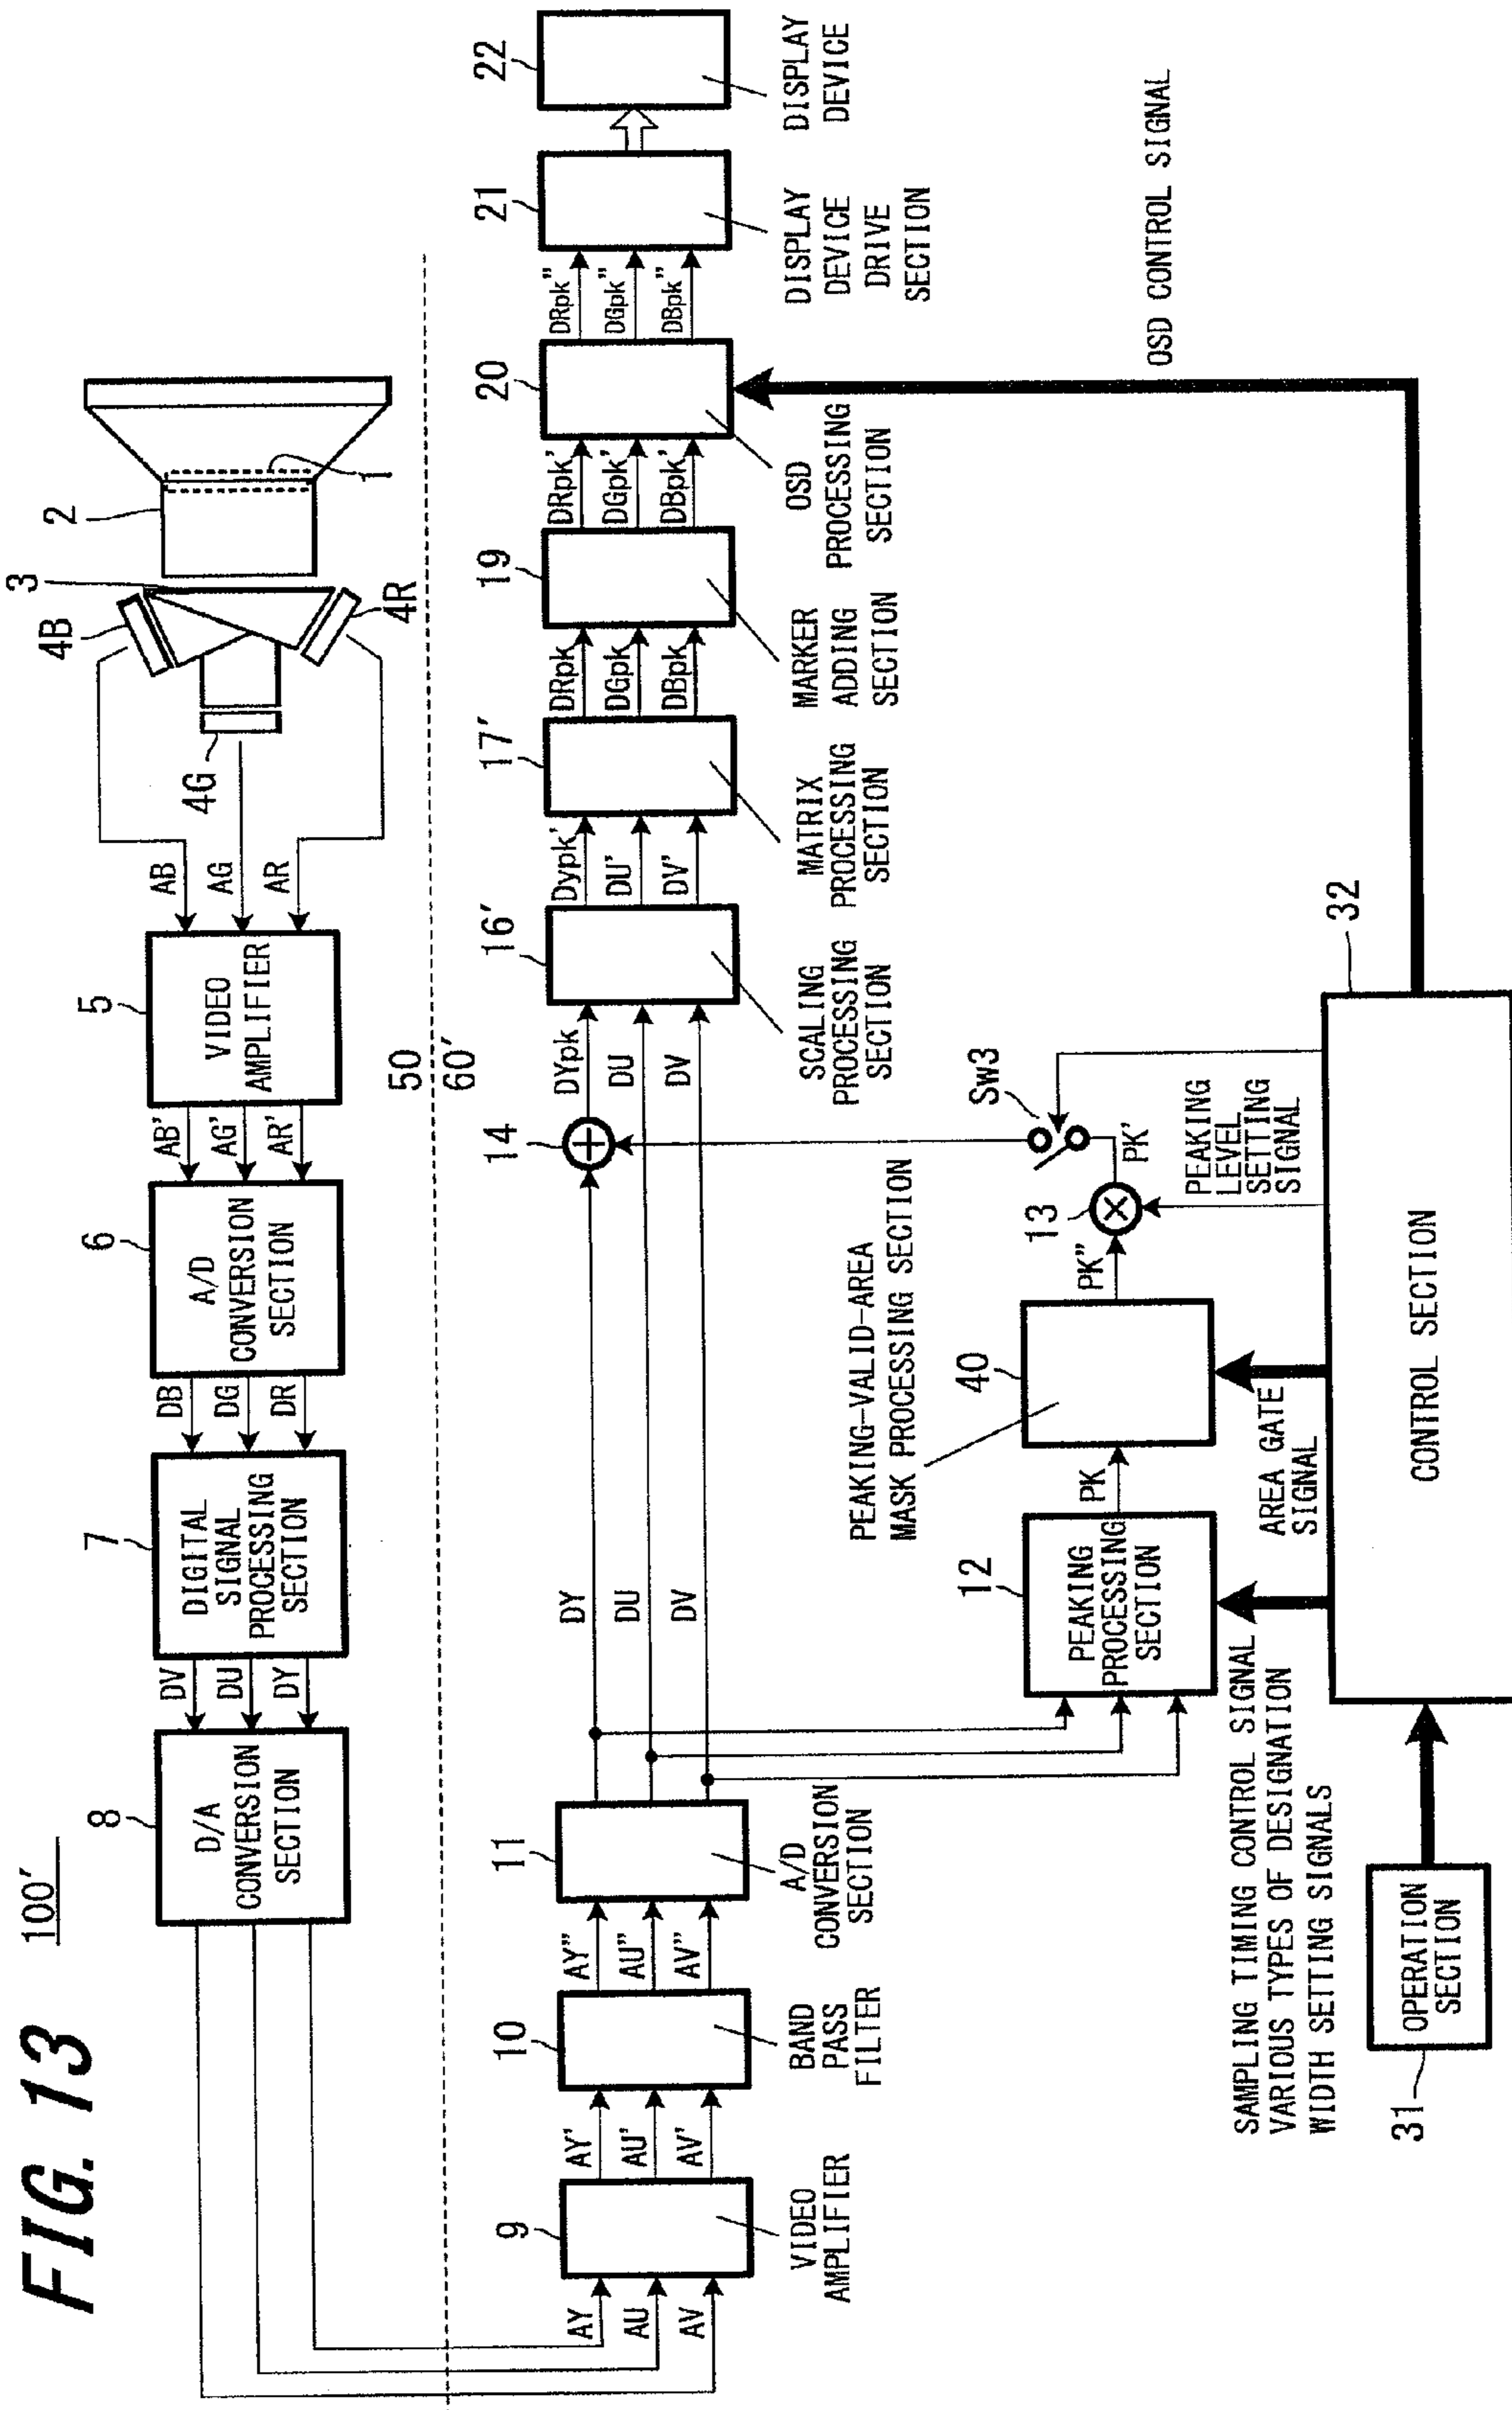 FIG. 13
100′
1
2
3
4B
4G
4R
AB
AG
AR
5
VIDEO
AMPLIFIER
AB'
AG'
AR'
6
A/D
CONVERSION
SECTION
DB
DG
DR
7
DIGITAL
SIGNAL
PROCESSING
SECTION
DV
DU
DY
8
D/A
CONVERSION
SECTION
50
60′
AY
AU
AV
9
VIDEO
AMPLIFIER
AY'
AU'
AV'
10
BAND
PASS
FILTER
AY"
AU"
AV"
11
A/D
CONVERSION
SECTION
DY
DU
DV
14
DYpk
DU
DV
16′
SCALING
PROCESSING
SECTION
Dypk'
DU'
DV'
17′
MATRIX
PROCESSING
SECTION
DRpk
DGpk
DBpk
19
MARKER
ADDING
SECTION
DRpk'
DGpk'
DBpk'
20
OSD
PROCESSING
SECTION
DRpk"
DGpk"
DBpk"
21
DISPLAY
DEVICE
DRIVE
SECTION
22
DISPLAY
DEVICE
12
PEAKING
PROCESSING
SECTION
PK
PEAKING-VALID-AREA
MASK PROCESSING SECTION
40
PK"
13
PK'
Sw3
PEAKING
LEVEL
SETTING
SIGNAL
AREA GATE
SIGNAL
SAMPLING TIMING CONTROL SIGNAL
VARIOUS TYPES OF DESIGNATION
WIDTH SETTING SIGNALS
OSD CONTROL SIGNAL
31
OPERATION
SECTION
32
CONTROL SECTION